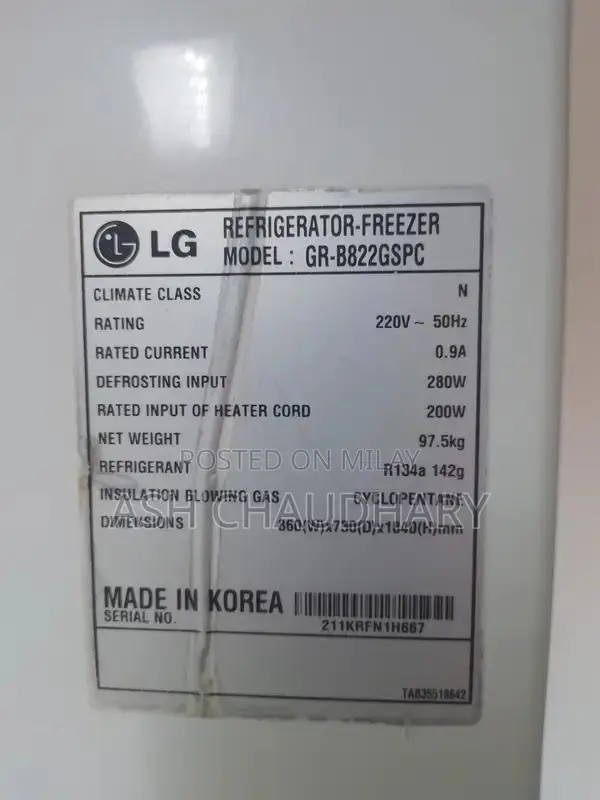 LG
REFRIGERATOR-FREEZER
MODEL : GR-B822GSPC
CLIMATE CLASS N
RATING 220V ~ 50Hz
RATED CURRENT 0.9A
DEFROSTING INPUT 280W
RATED INPUT OF HEATER CORD 200W
NET WEIGHT 97.5kg
POSTED ON MILAY
REFRIGERANT R134a 142g
INSULATION BLOWING GAS CYCLOPENTANE
ASH CHAUDHARY
DIMENSIONS
MADE IN KOREA
SERIAL NO.
211KRFN1H667
TAB35518642